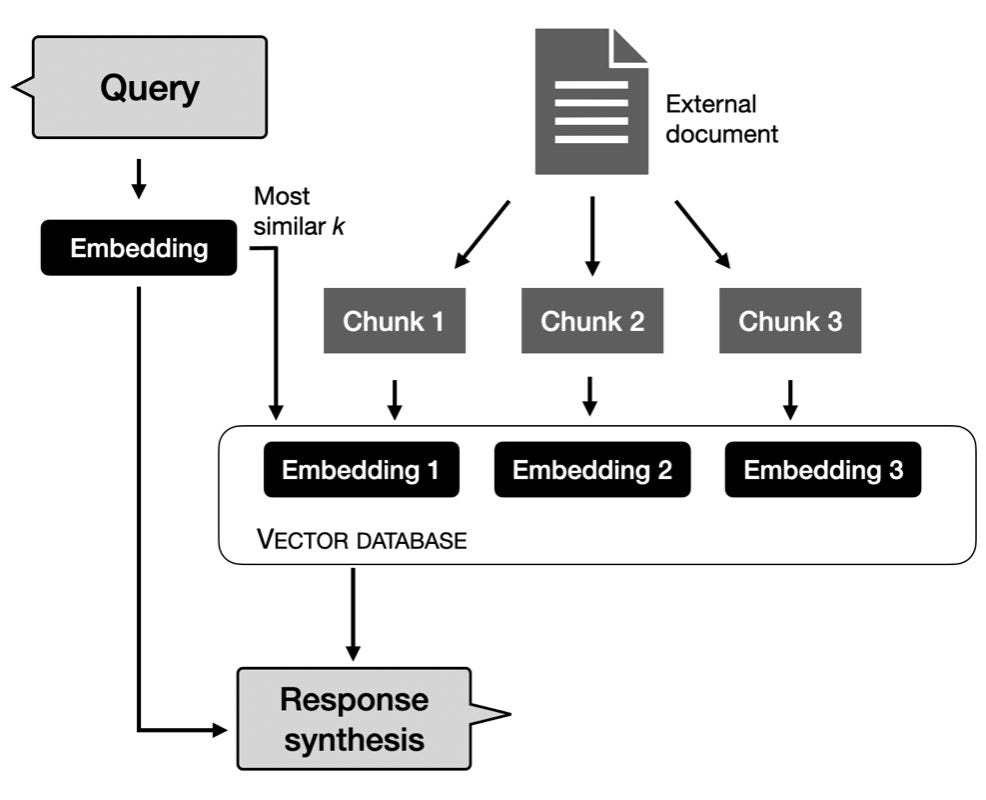 Query
External
document
Most
similar k
Embedding
Chunk 1
Chunk 2
Chunk 3
Embedding 1
Embedding 2
Embedding 3
VECTOR DATABASE
Response
synthesis